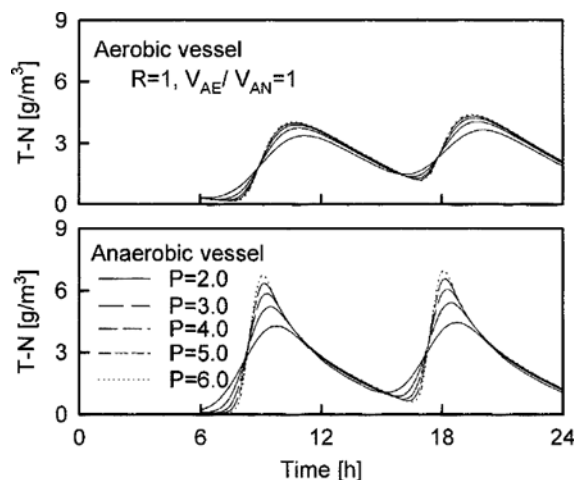 9
6
3
0
T-N [g/m³]
Aerobic vessel
R=1, V_AE/ V_AN=1
9
6
3
0
T-N [g/m³]
Anaerobic vessel
P=2.0
P=3.0
P=4.0
P=5.0
P=6.0
0 6 12 18 24
Time [h]